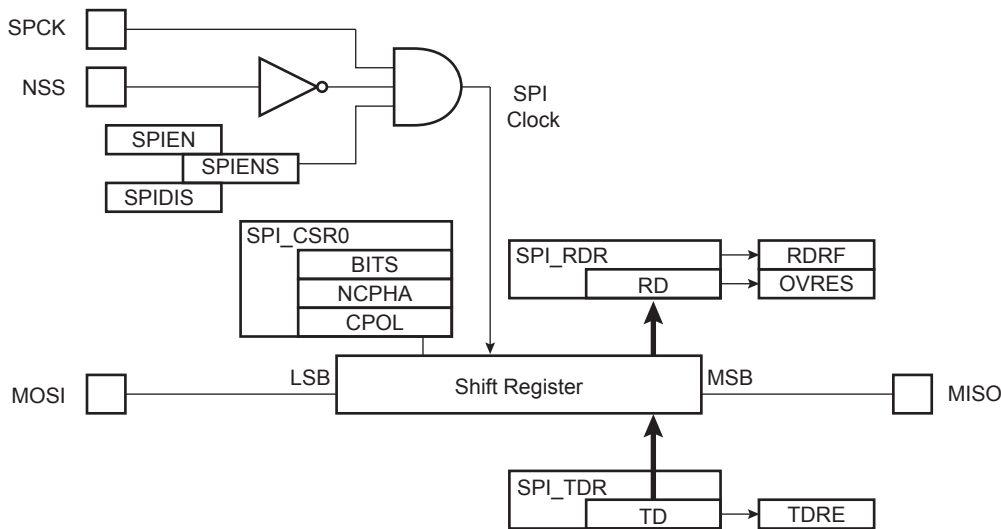 SPCK
NSS
SPI
Clock
SPIEN
SPIENS
SPIDIS
SPI_CSR0
BITS
NCPHA
CPOL
SPI_RDR
RD
RDRF
OVRES
MOSI
LSB
Shift Register
MSB
MISO
SPI_TDR
TD
TDRE